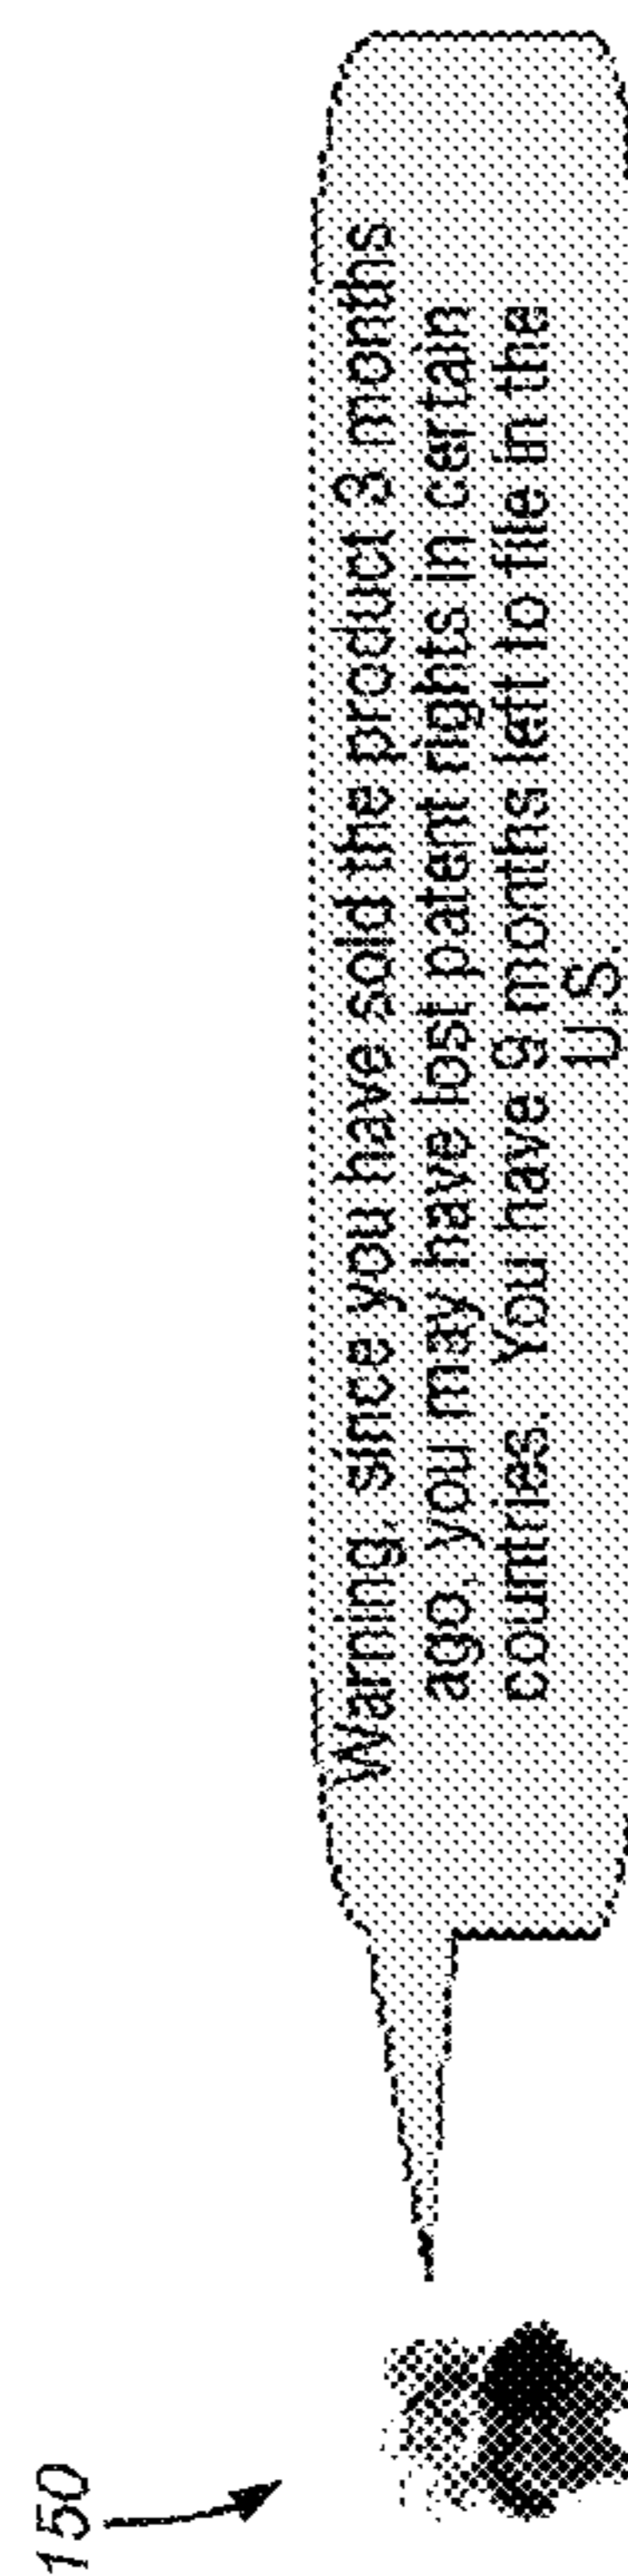 Warning, since you have sold the product 3 months
ago, you may have lost patent rights in certain
countries. You have 9 months left to file in the
U.S.
150